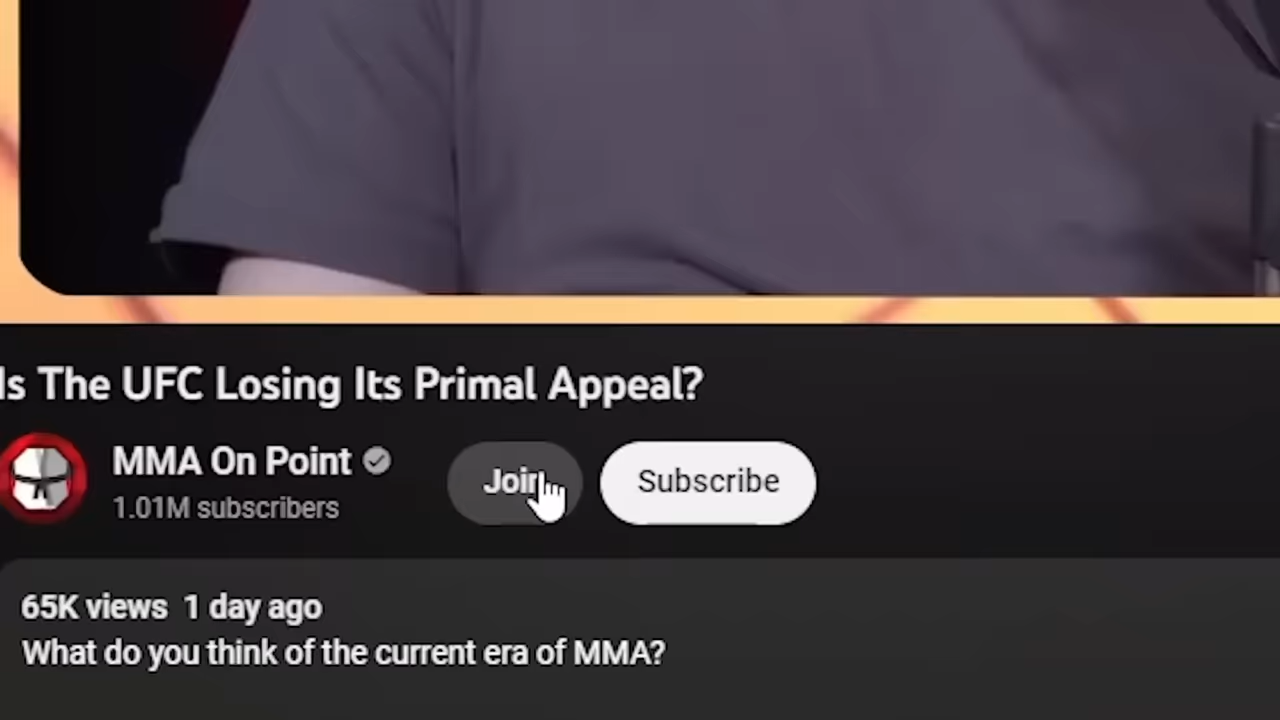 Is The UFC Losing Its Primal Appeal?
MMA On Point
1.01M subscribers
Join
Subscribe
65K views 1 day ago
What do you think of the current era of MMA?